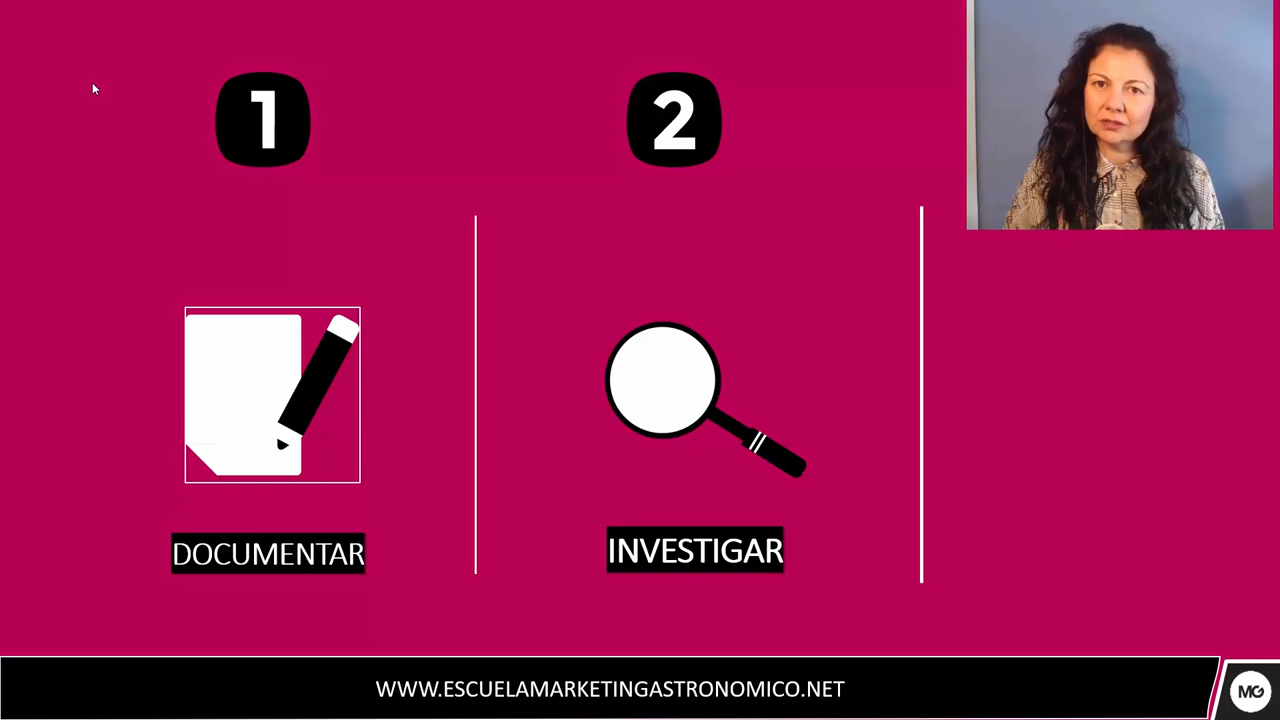 1
2
DOCUMENTAR
INVESTIGAR
WWW.ESCUELAMARKETINGASTRONOMICO.NET
MG